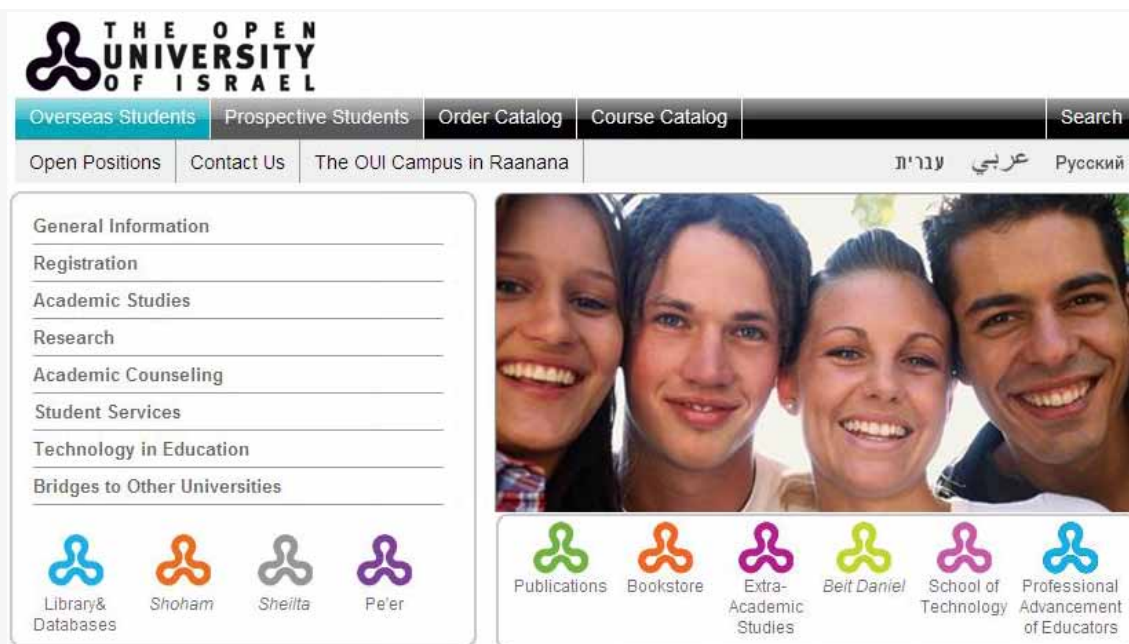 THE OPEN
UNIVERSITY
OF ISRAEL
Overseas Students Prospective Students Order Catalog Course Catalog Search
Open Positions Contact Us The OUI Campus in Raanana עברית عربي Русский
General Information
Registration
Academic Studies
Research
Academic Counseling
Student Services
Technology in Education
Bridges to Other Universities
Library&
Databases
Shoham
Sheilta
Pe'er
Publications
Bookstore
Extra-
Academic
Studies
Beit Daniel
School of
Technology
Professional
Advancement
of Educators